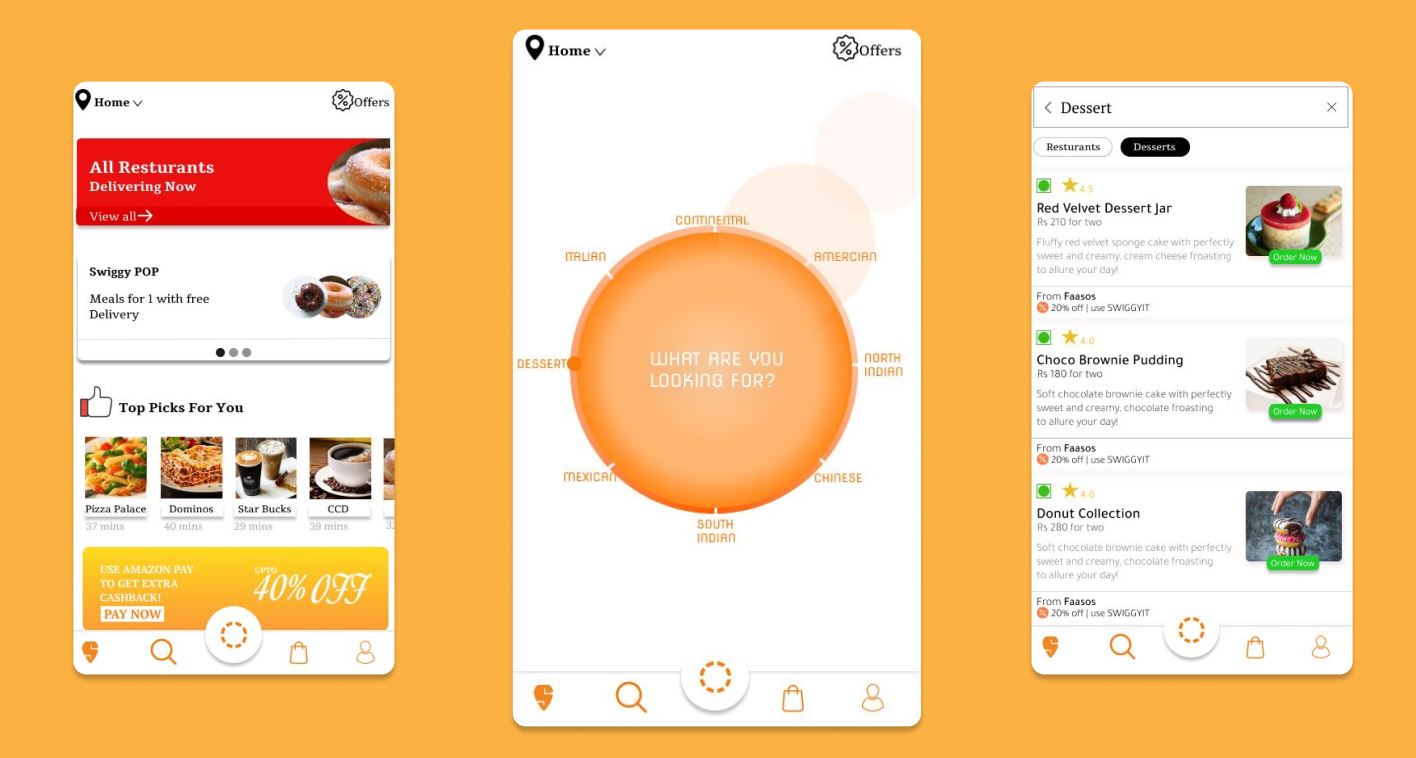 Home
Offers
All Resturants
Delivering Now
View all
Swiggy POP
Meals for 1 with free
Delivery
Top Picks For You
Pizza Palace
Dominos
Star Bucks
CCD
37 mins
40 mins
29 mins
39 mins
32
USE AMAZON PAY
TO GET EXTRA
CASHBACK!
PAY NOW
UPTO
40% OFF
Home
Offers
CONTINENTAL
ITALIAN
AMERCIAN
DESSERT
WHAT ARE YOU
LOOKING FOR?
NORTH
INDIAN
MEXICAN
CHINESE
SOUTH
INDIAN
Dessert
Resturants
Desserts
4.5
Red Velvet Dessert Jar
Rs 210 for two
Fluffy red velvet sponge cake with perfectly
sweet and creamy, cream cheese froasting
to allure your day!
Order Now
From Faasos
20% off | use SWIGGYIT
4.0
Choco Brownie Pudding
Rs 180 for two
Soft chocolate brownie cake with perfectly
sweet and creamy, chocolate froasting
to allure your day!
Order Now
From Faasos
20% off | use SWIGGYIT
4.0
Donut Collection
Rs 280 for two
Soft chocolate brownie cake with perfectly
sweet and creamy, chocolate froasting
to allure your day!
Order Now
From Faasos
20% off | use SWIGGYIT